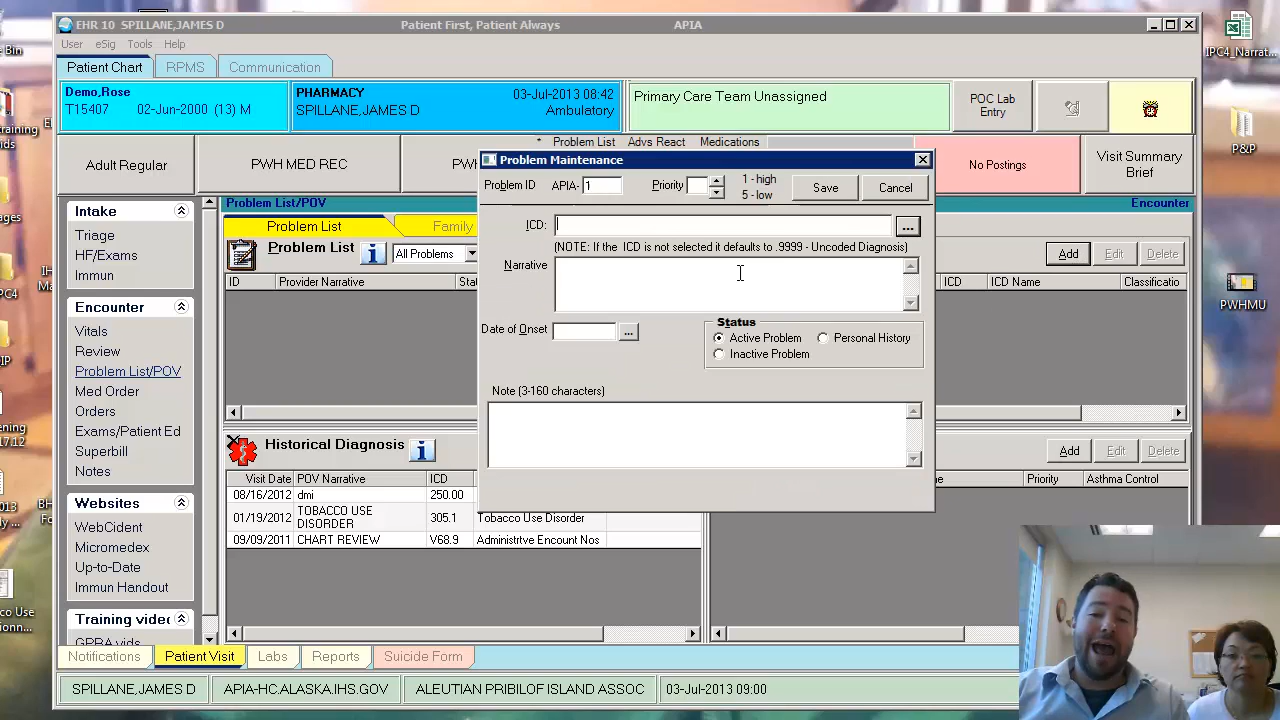 EHR 10 SPILLANE,JAMES D
Patient First, Patient Always
APIA
User eSig Tools Help
Patient Chart RPMS Communication
Demo,Rose
T15407 02-Jun-2000 (13) M
PHARMACY 03-Jul-2013 08:42
SPILLANE,JAMES D Ambulatory
Primary Care Team Unassigned
POC Lab
Entry
Adult Regular
PWH MED REC
* Problem List Advs React Medications
No Postings
Visit Summary
Brief
Intake
Triage
HF/Exams
Immun
Encounter
Vitals
Review
Problem List/POV
Med Order
Orders
Exams/Patient Ed
Superbill
Notes
Websites
WebCident
Micromedex
Up-to-Date
Immun Handout
Problem List/POV Encounter
Problem List Family
Problem List All Problems
Add Edit Delete
ID Provider Narrative
ICD ICD Name Classificatio
Problem Maintenance
Problem ID APIA- 1 Priority
1 - high
5 - low
Save Cancel
ICD: ...
(NOTE: If the ICD is not selected it defaults to .9999 - Uncoded Diagnosis)
Narrative
Date of Onset ...
Status
Active Problem Personal History
Inactive Problem
Note (3-160 characters)
Historical Diagnosis
Add Edit Delete
Visit Date POV Narrative ICD
08/16/2012 dmi 250.00
01/19/2012 TOBACCO USE DISORDER 305.1 Tobacco Use Disorder
09/09/2011 CHART REVIEW V68.9 Administrtve Encount Nos
Priority Asthma Control
Notifications Patient Visit Labs Reports Suicide Form
SPILLANE,JAMES D APIA-HC.ALASKA.IHS.GOV ALEUTIAN PRIBILOF ISLAND ASSOC 03-Jul-2013 09:00
IPC4_Narrat...
P&P
PWHMU